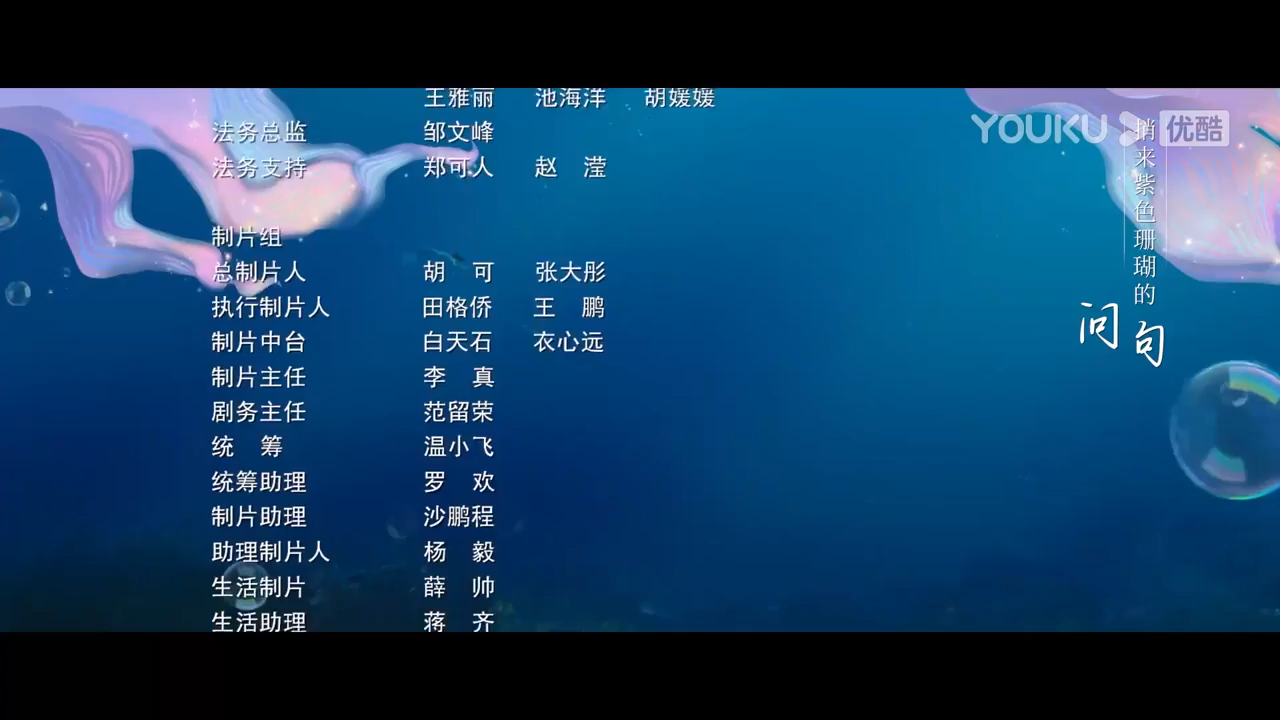 王雅丽 池海洋 胡媛媛
法务总监 邹文峰
法务支持 郑可人 赵 滢
制片组
总制片人 胡 可 张大彤
执行制片人 田格侨 王 鹏
制片中台 白天石 衣心远
制片主任 李 真
剧务主任 范留荣
统 筹 温小飞
统筹助理 罗 欢
制片助理 沙鹏程
助理制片人 杨 毅
生活制片 薛 帅
生活助理 蒋 齐
YOUKU 优酷
捎来紫色珊瑚的
问句